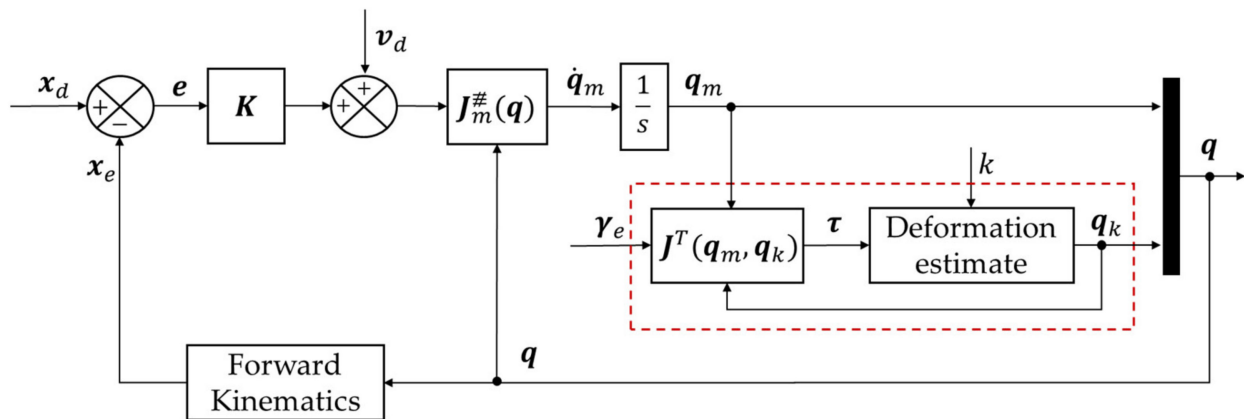 x_d
+
−
e
K
v_d
+
+
J_m^#(q)
q̇_m
1
s
q_m
q
x_e
k
γ_e
J^T(q_m, q_k)
τ
Deformation
estimate
q_k
Forward
Kinematics
q